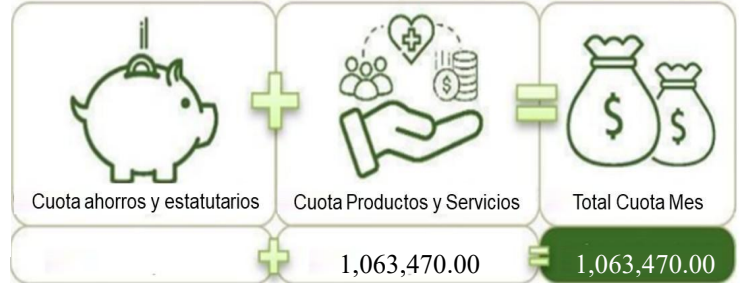 Cuota ahorros y estatutarios
Cuota Productos y Servicios
Total Cuota Mes
+ 1,063,470.00 = 1,063,470.00